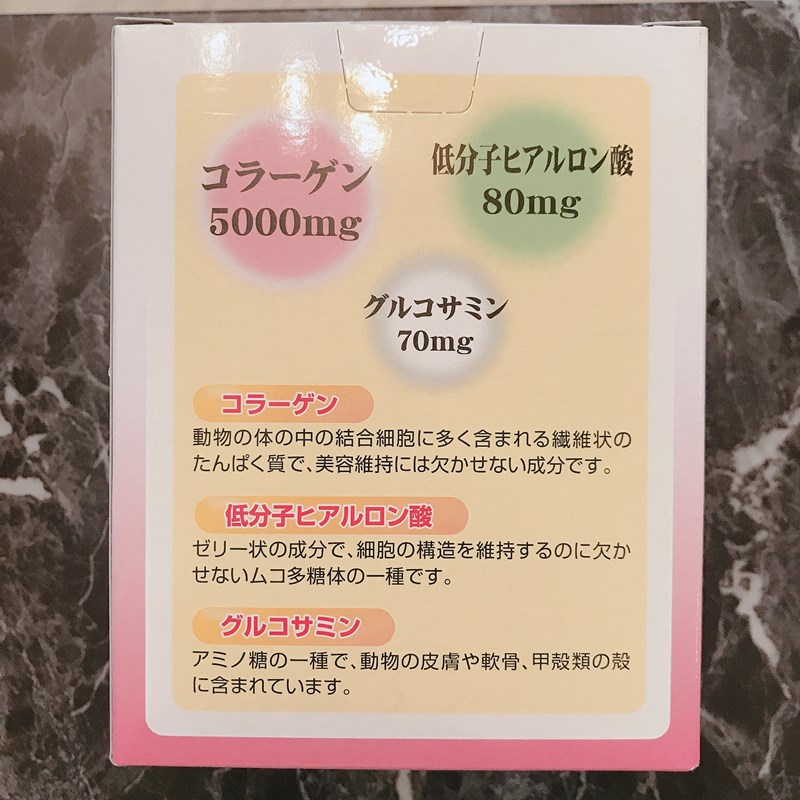 コラーゲン
5000mg
低分子ヒアルロン酸
80mg
グルコサミン
70mg
コラーゲン
動物の体の中の結合細胞に多く含まれる繊維状の
たんぱく質で、美容維持には欠かせない成分です。
低分子ヒアルロン酸
ゼリー状の成分で、細胞の構造を維持するのに欠か
せないムコ多糖体の一種です。
グルコサミン
アミノ糖の一種で、動物の皮膚や軟骨、甲殻類の殻
に含まれています。